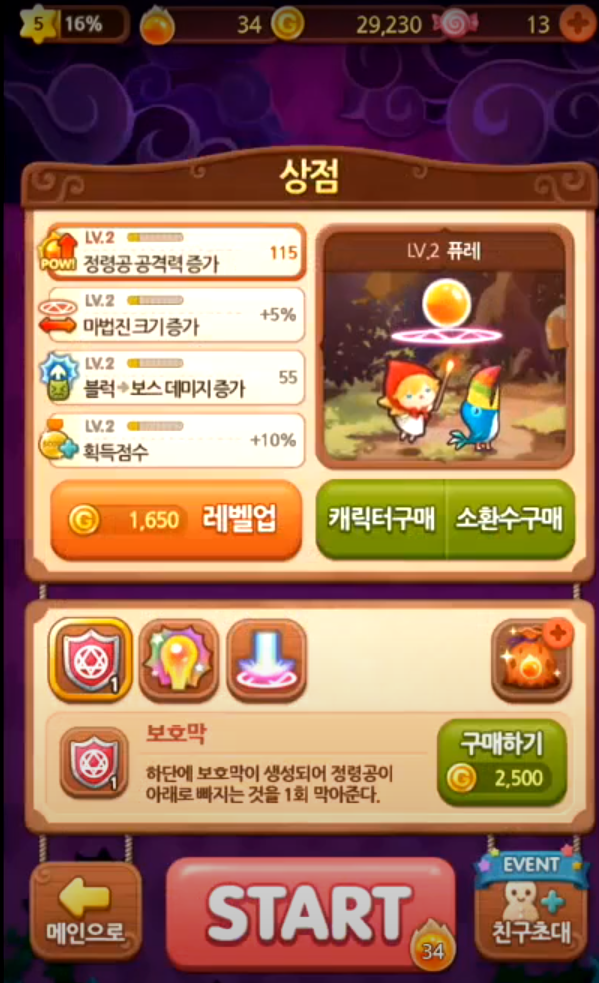 5 16% 34 G 29,230 13
상점
LV.2
정령공 공격력 증가 115
POW!
LV.2
마법진 크기 증가 +5%
LV.2
블럭→보스 데미지 증가 55
LV.2
획득점수 +10%
LV.2 퓨레
G 1,650 레벨업
캐릭터구매 소환수구매
1
보호막
하단에 보호막이 생성되어 정령공이
아래로 빠지는 것을 1회 막아준다.
1
구매하기
G 2,500
메인으로
START
34
EVENT
친구초대